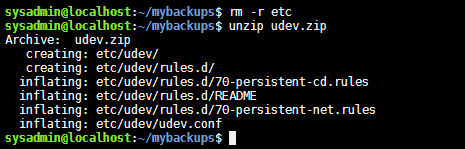 sysadmin@localhost:~/mybackups$ rm -r etc
sysadmin@localhost:~/mybackups$ unzip udev.zip
Archive:  udev.zip
   creating: etc/udev/
   creating: etc/udev/rules.d/
  inflating: etc/udev/rules.d/70-persistent-cd.rules
  inflating: etc/udev/rules.d/README
  inflating: etc/udev/rules.d/70-persistent-net.rules
  inflating: etc/udev/udev.conf
sysadmin@localhost:~/mybackups$